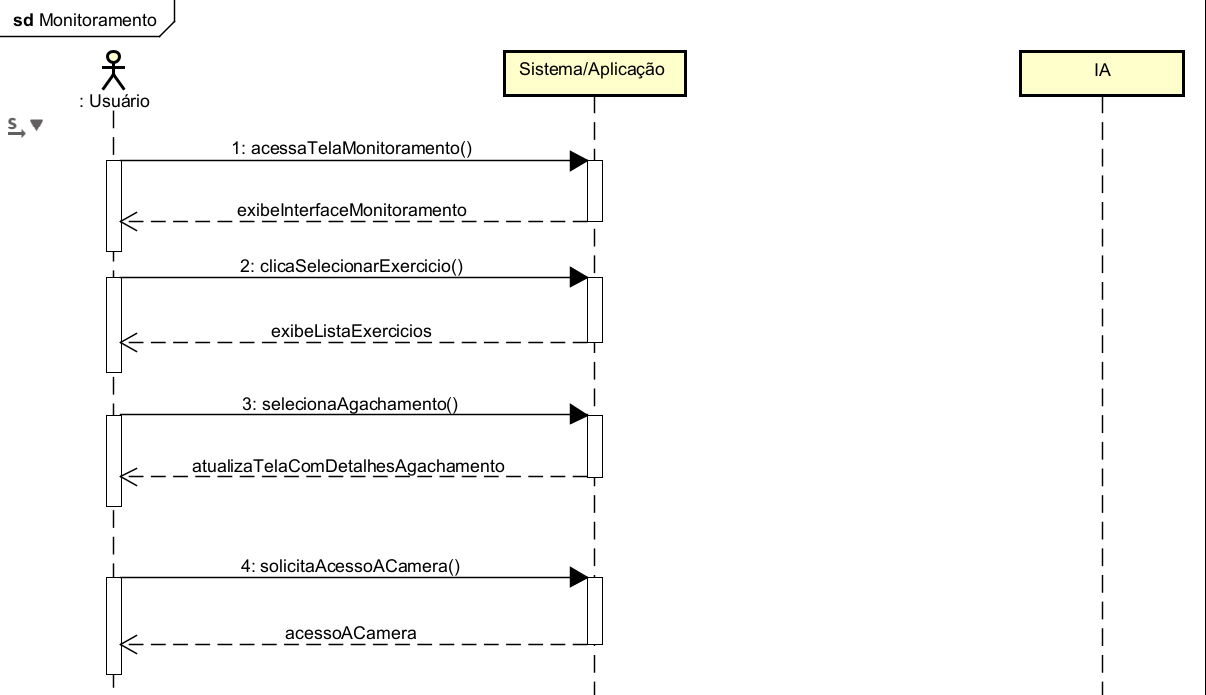 sd Monitoramento
: Usuário
Sistema/Aplicação
IA
S
1: acessaTelaMonitoramento()
exibeInterfaceMonitoramento
2: clicaSelecionarExercicio()
exibeListaExercicios
3: selecionaAgachamento()
atualizaTelaComDetalhesAgachamento
4: solicitaAcessoACamera()
acessoACamera